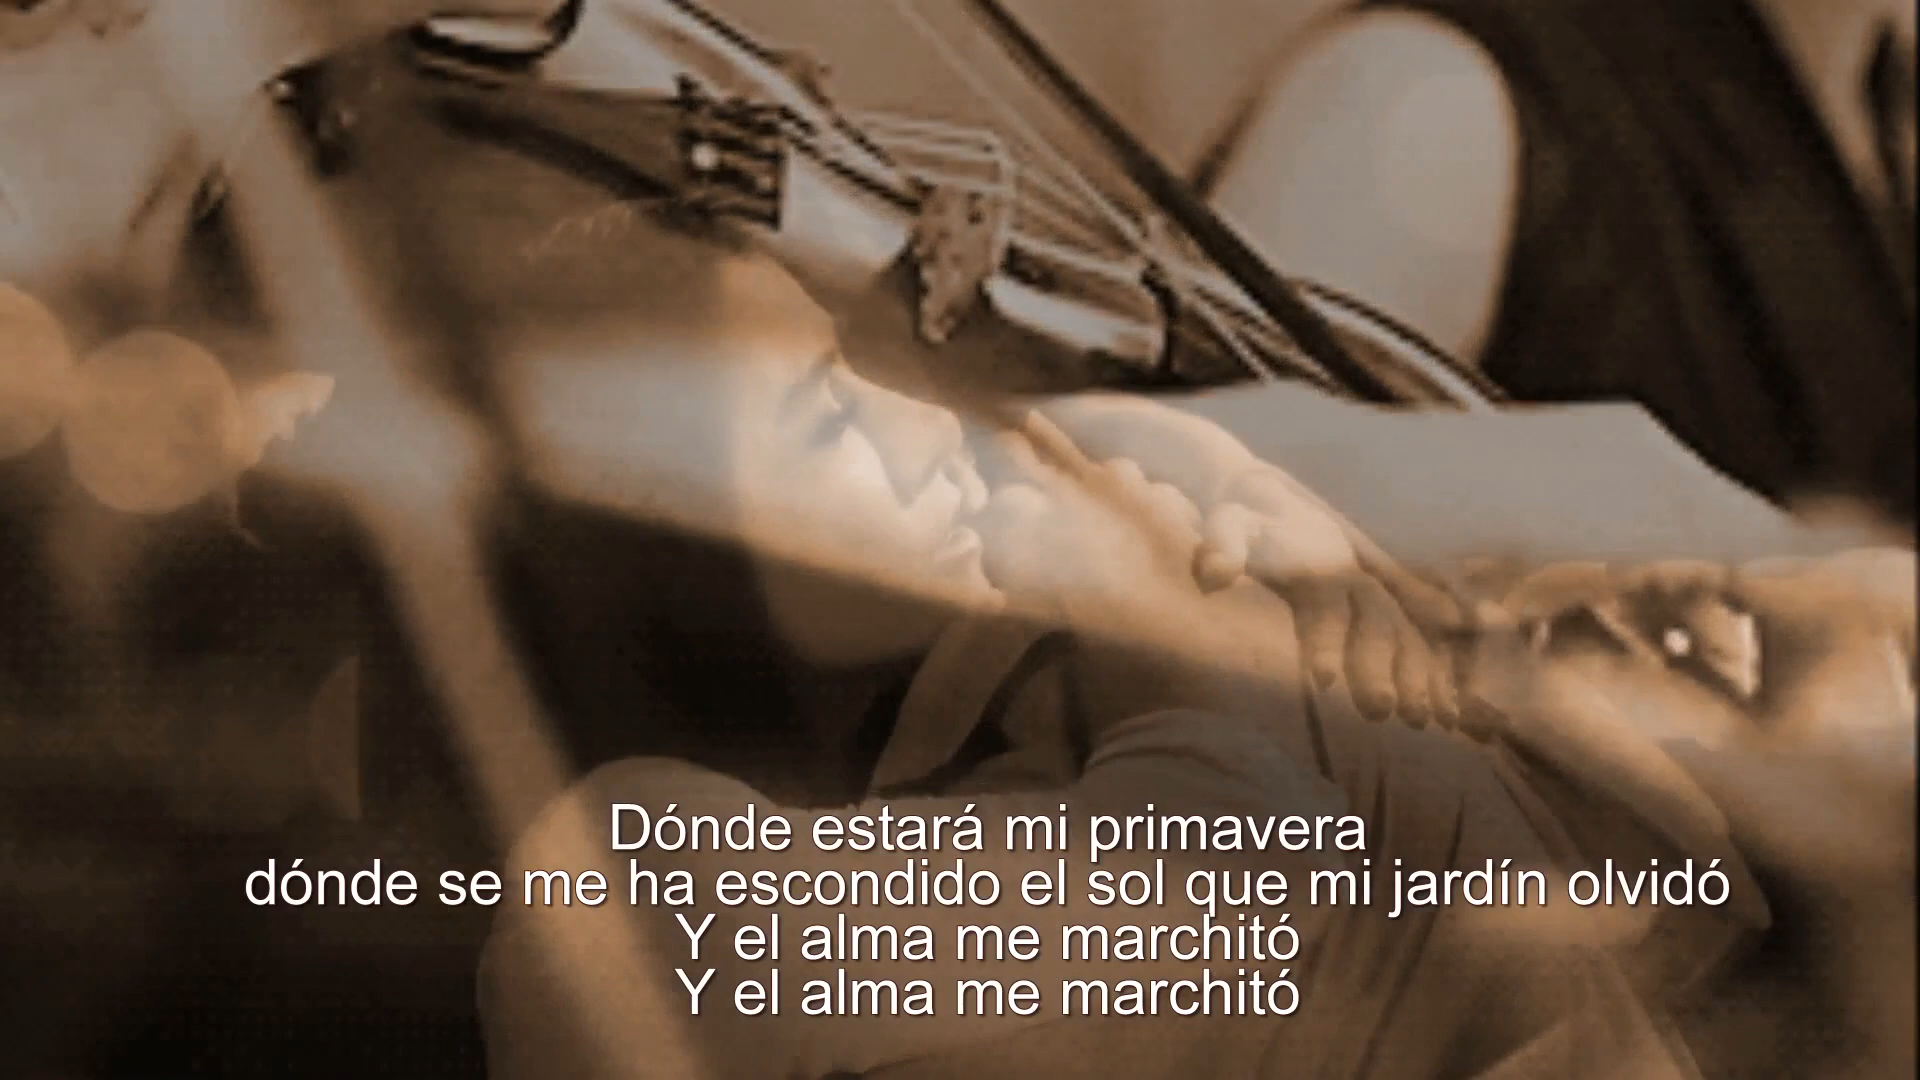 Dónde estará mi primavera
dónde se me ha escondido el sol que mi jardín olvidó
Y el alma me marchitó
Y el alma me marchitó